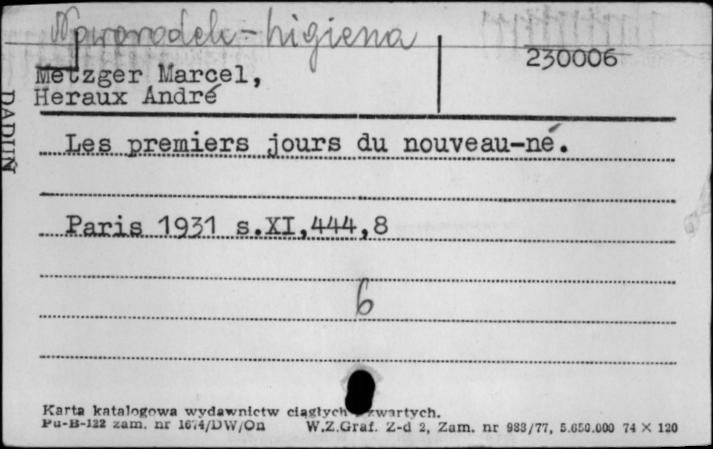 Noworodek - higiena
230006
Metzger Marcel,
Heraux André
DADUN
Les premiers jours du nouveau-né.
Paris 1931 s.XI,444,8
6
Karta katalogowa wydawnictw ciągłych zwartych.
Pu-B-122 zam. nr 1674/DW/On W.Z.Graf. Z-d 2, Zam. nr 983/77, 5.650.000 74 × 120